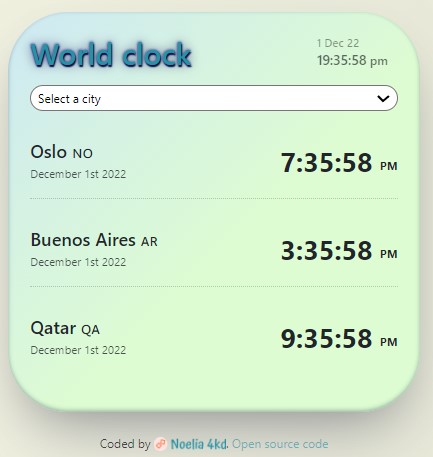 World clock
1 Dec 22
19:35:58 pm
Select a city
Oslo NO
December 1st 2022
7:35:58 PM
Buenos Aires AR
December 1st 2022
3:35:58 PM
Qatar QA
December 1st 2022
9:35:58 PM
Coded by Noelia 4kd. Open source code